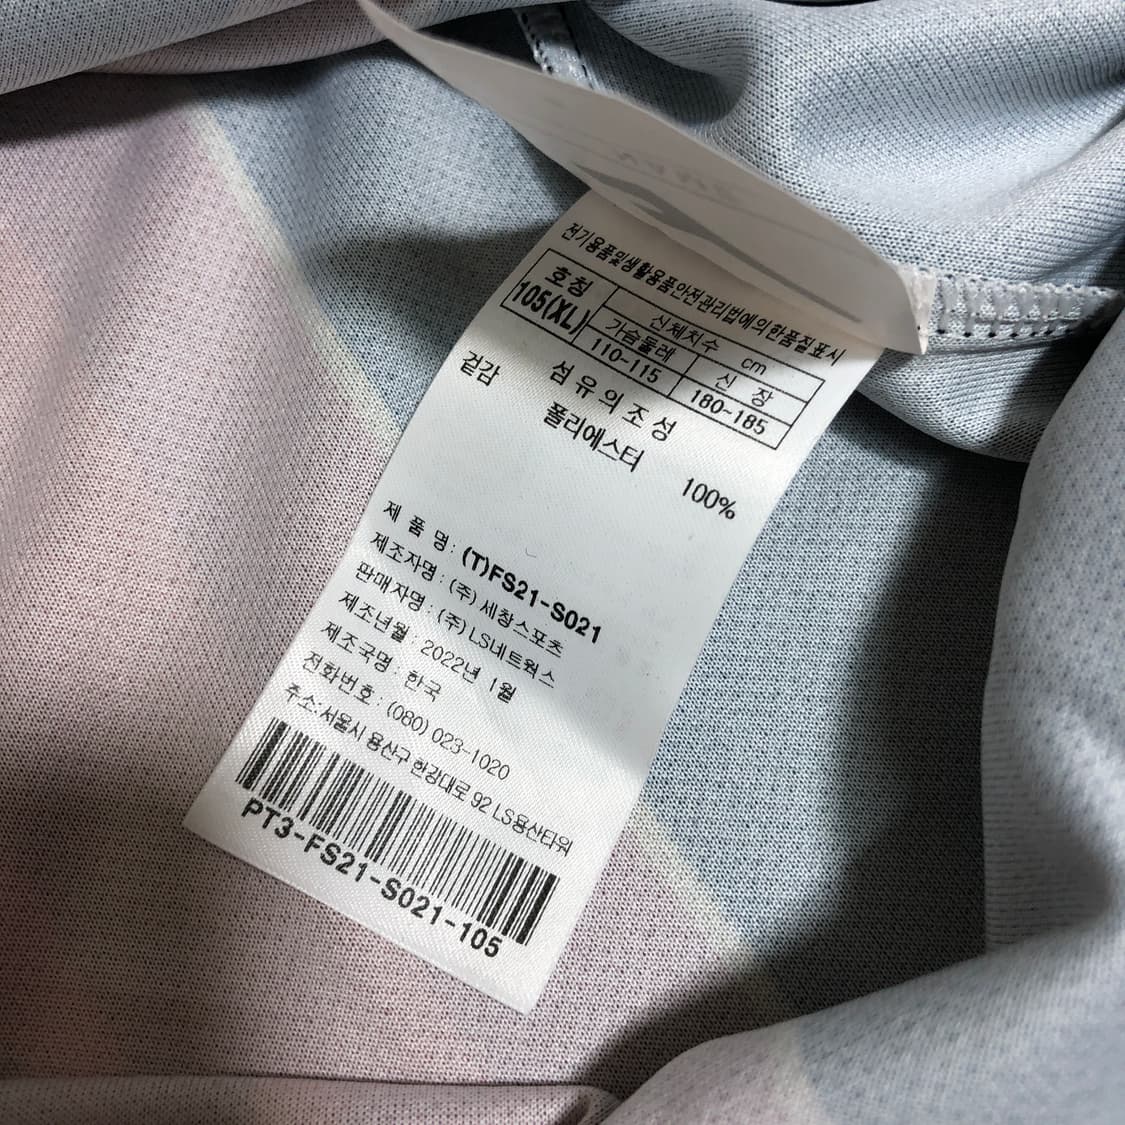 전기용품및생활용품안전관리법에의한품질표시
호칭 신체치수 cm
105(XL) 가슴둘레 신 장
110-115 180~185
겉감 섬유의조성
폴리에스터 100%
제 품 명 : (T)FS21-S021
제조자명 : (주) 세창스포츠
판매자명 : (주) LS네트웍스
제조년월 : 2022년 1월
제조국명 : 한국
전화번호 : (080) 023-1020
주소: 서울시 용산구 한강대로 92 LS용산타워
PT3-FS21-S021-105